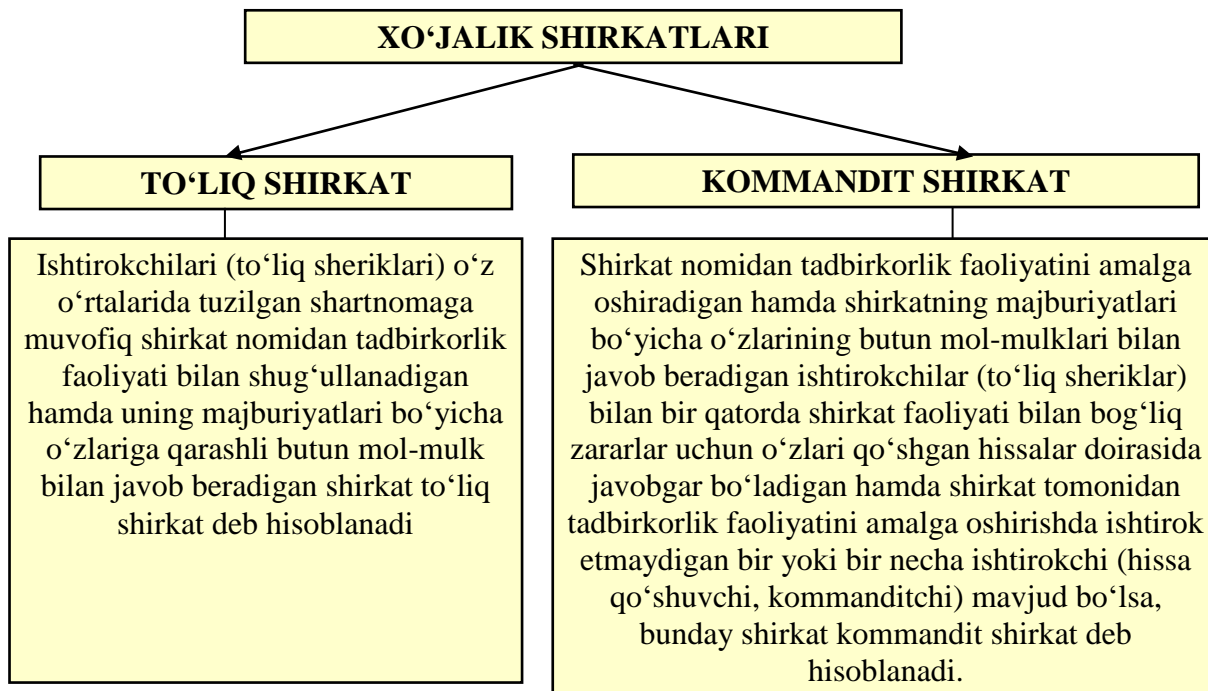 XO‘JALIK SHIRKATLARI
TO‘LIQ SHIRKAT
Ishtirokchilari (to‘liq sheriklari) o‘z
o‘rtalarida tuzilgan shartnomaga
muvofiq shirkat nomidan tadbirkorlik
faoliyati bilan shug‘ullanadigan
hamda uning majburiyatlari bo‘yicha
o‘zlariga qarashli butun mol-mulk
bilan javob beradigan shirkat to‘liq
shirkat deb hisoblanadi
KOMMANDIT SHIRKAT
Shirkat nomidan tadbirkorlik faoliyatini amalga
oshiradigan hamda shirkatning majburiyatlari
bo‘yicha o‘zlarining butun mol-mulklari bilan
javob beradigan ishtirokchilar (to‘liq sheriklar)
bilan bir qatorda shirkat faoliyati bilan bog‘liq
zararlar uchun o‘zlari qo‘shgan hissalar doirasida
javobgar bo‘ladigan hamda shirkat tomonidan
tadbirkorlik faoliyatini amalga oshirishda ishtirok
etmaydigan bir yoki bir necha ishtirokchi (hissa
qo‘shuvchi, kommanditchi) mavjud bo‘lsa,
bunday shirkat kommandit shirkat deb
hisoblanadi.